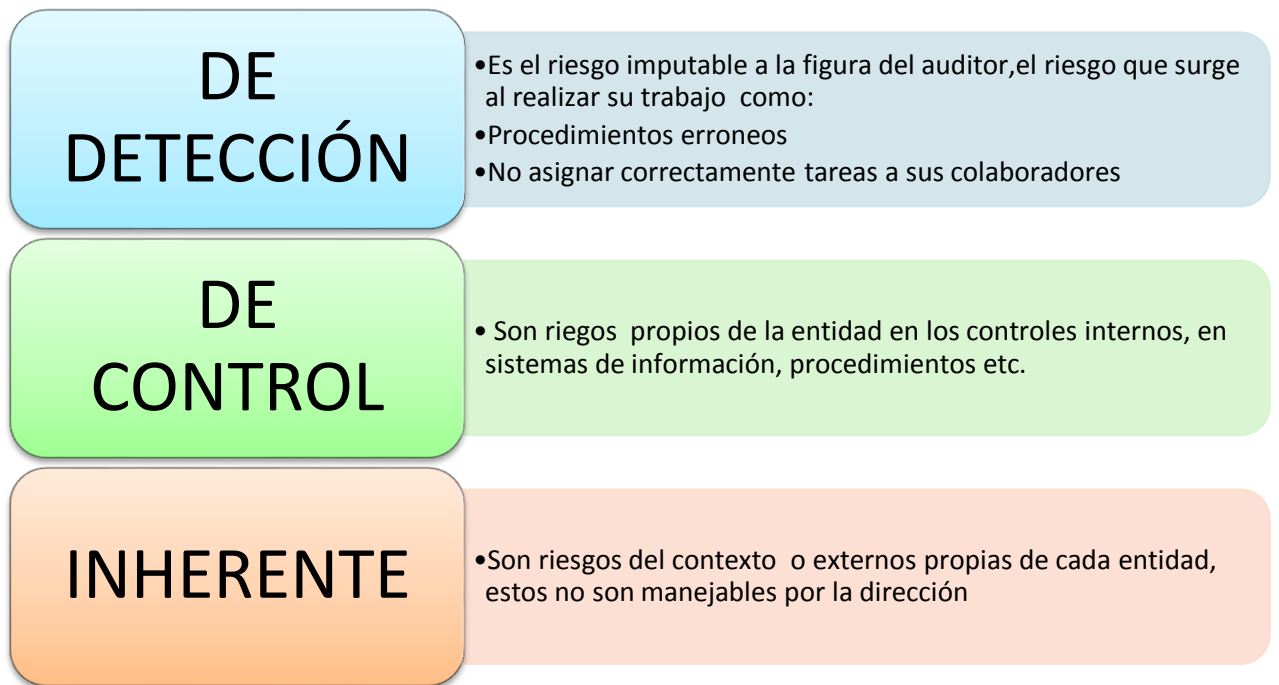 DE
DETECCIÓN
•Es el riesgo imputable a la figura del auditor,el riesgo que surge
al realizar su trabajo como:
•Procedimientos erroneos
•No asignar correctamente tareas a sus colaboradores
DE
CONTROL
• Son riegos propios de la entidad en los controles internos, en
sistemas de información, procedimientos etc.
INHERENTE
•Son riesgos del contexto o externos propias de cada entidad,
estos no son manejables por la dirección